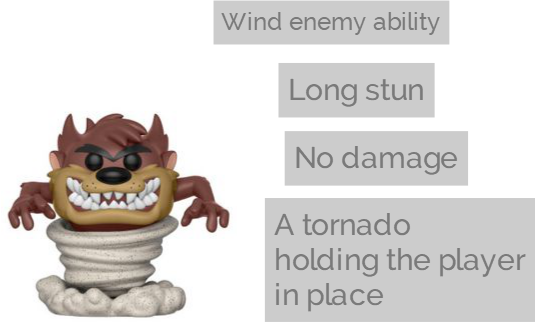 Wind enemy ability
Long stun
No damage
A tornado
holding the player
in place